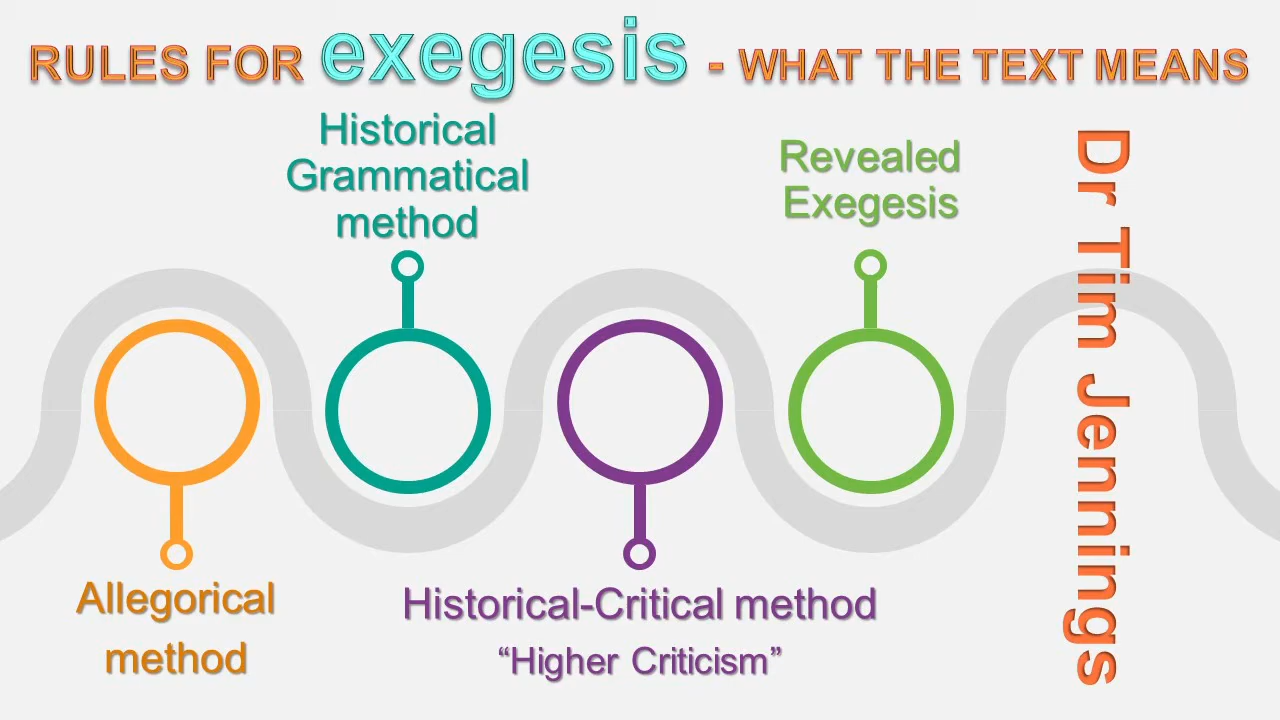 RULES FOR exegesis - WHAT THE TEXT MEANS
Historical
Grammatical
method
Revealed
Exegesis
Allegorical
method
Historical-Critical method
“Higher Criticism”
Dr Tim Jennings